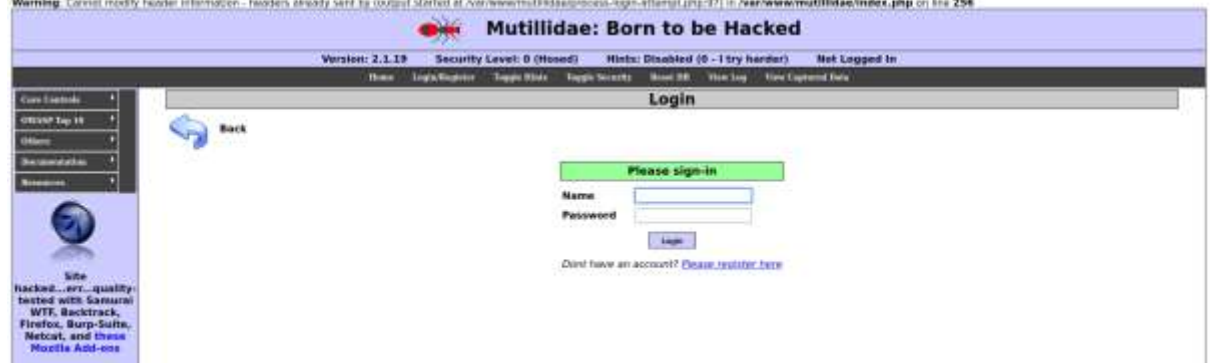 Warning: Cannot modify header information - headers already sent by (output started at /var/www/mutillidae/process-login-attempt.php:97) in /var/www/mutillidae/index.php on line 256
Mutillidae: Born to be Hacked
Version: 2.1.19 Security Level: 0 (Hosed) Hints: Disabled (0 - I try harder) Not Logged In
Home Login/Register Toggle Hints Toggle Security Reset DB View Log View Captured Data
Login
Core Controls
OWASP Top 10
Others
Documentation
Resources
Back
Please sign-in
Name
Password
Login
Dont have an account? Please register here
Site
hacked...err...quality-
tested with Samurai
WTF, Backtrack,
Firefox, Burp-Suite,
Netcat, and these
Mozilla Add-ons